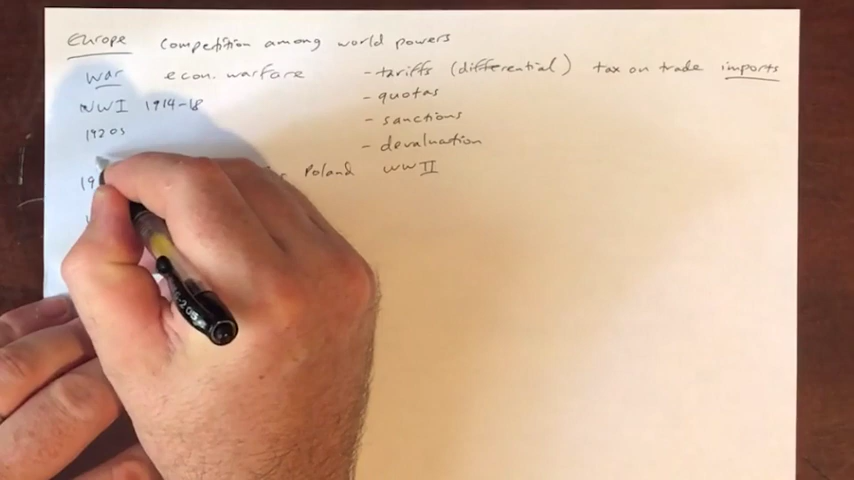 Europe competition among world powers
war econ. warfare - tariffs (differential) tax on trade imports
WWI 1914-18 - quotas
1920s - sanctions
- devaluation
19 Poland WWII